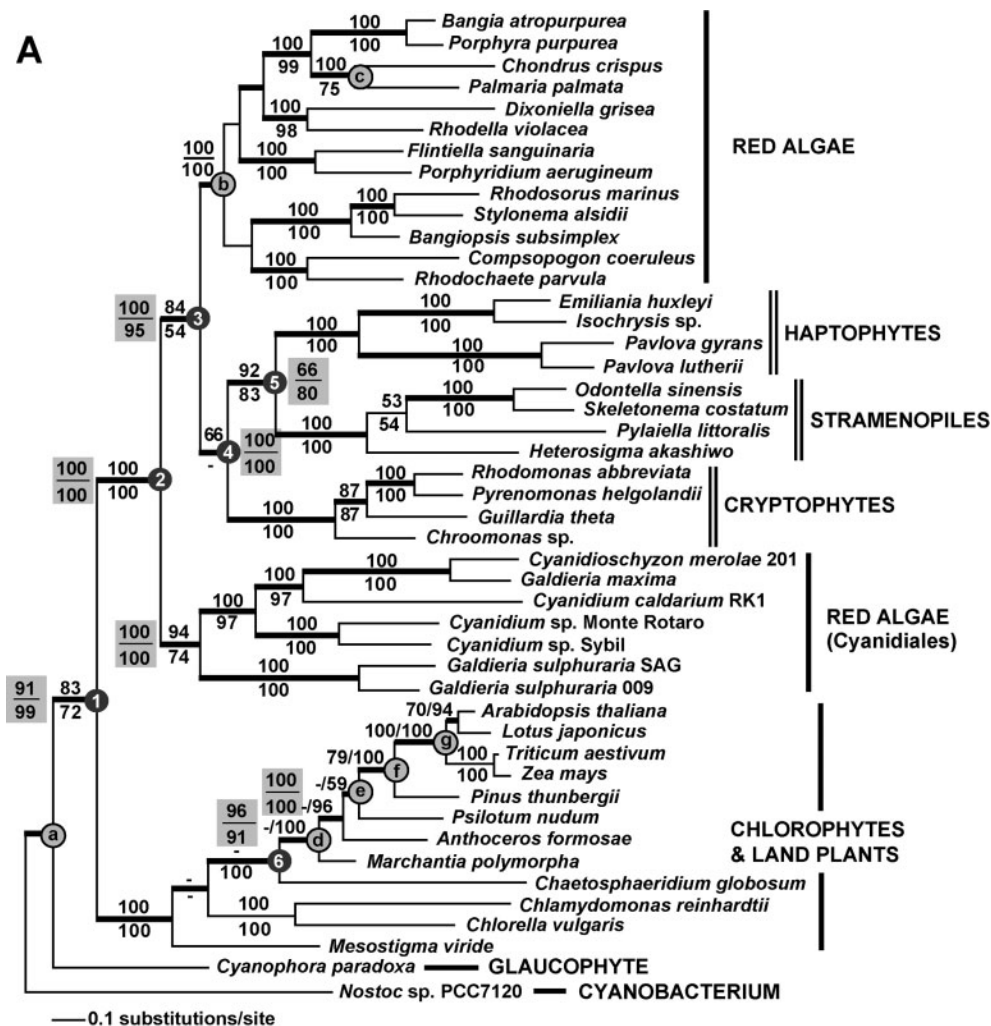 A
Bangia atropurpurea
Porphyra purpurea
Chondrus crispus
Palmaria palmata
Dixoniella grisea
Rhodella violacea
Flintiella sanguinaria
Porphyridium aerugineum
Rhodosorus marinus
Stylonema alsidii
Bangiopsis subsimplex
Compsopogon coeruleus
Rhodochaete parvula
RED ALGAE
100
100
100
99
100
75
c
100
98
100
100
100
100
b
100
100
100
100
100
100
Emiliania huxleyi
Isochrysis sp.
Pavlova gyrans
Pavlova lutherii
HAPTOPHYTES
100
100
100
100
100
100
100
95
84
54
3
92
83
5
66
80
Odontella sinensis
Skeletonema costatum
Pylaiella littoralis
Heterosigma akashiwo
STRAMENOPILES
100
100
53
54
100
100
66
-
4
100
100
Rhodomonas abbreviata
Pyrenomonas helgolandii
Guillardia theta
Chroomonas sp.
CRYPTOPHYTES
100
100
87
87
100
100
100
100
100
100
2
Cyanidioschyzon merolae 201
Galdieria maxima
Cyanidium caldarium RK1
Cyanidium sp. Monte Rotaro
Cyanidium sp. Sybil
Galdieria sulphuraria SAG
Galdieria sulphuraria 009
RED ALGAE
(Cyanidiales)
100
100
100
97
100
97
100
100
100
100
100
100
94
74
91
99
83
72
1
Arabidopsis thaliana
Lotus japonicus
Triticum aestivum
Zea mays
Pinus thunbergii
Psilotum nudum
Anthoceros formosae
Marchantia polymorpha
Chaetosphaeridium globosum
Chlamydomonas reinhardtii
Chlorella vulgaris
Mesostigma viride
CHLOROPHYTES
& LAND PLANTS
70/94
100/100
g
100
100
79/100
f
-/59
e
100
100
-/96
d
96
91
-/100
6
-
100
-
-
100
100
100
100
a
Cyanophora paradoxa
GLAUCOPHYTE
Nostoc sp. PCC7120
CYANOBACTERIUM
0.1 substitutions/site